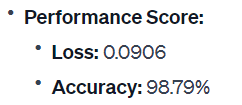 • Performance Score:
• Loss: 0.0906
• Accuracy: 98.79%